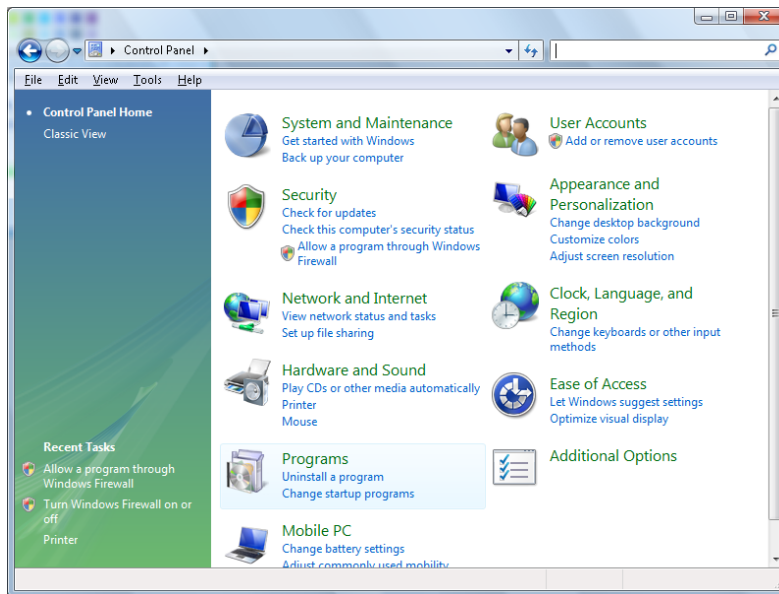 Control Panel
File Edit View Tools Help
Control Panel Home
Classic View
Recent Tasks
Allow a program through
Windows Firewall
Turn Windows Firewall on or
off
Printer
System and Maintenance
Get started with Windows
Back up your computer
Security
Check for updates
Check this computer's security status
Allow a program through Windows
Firewall
Network and Internet
View network status and tasks
Set up file sharing
Hardware and Sound
Play CDs or other media automatically
Printer
Mouse
Programs
Uninstall a program
Change startup programs
Mobile PC
Change battery settings
Adjust commonly used mobility
User Accounts
Add or remove user accounts
Appearance and
Personalization
Change desktop background
Customize colors
Adjust screen resolution
Clock, Language, and
Region
Change keyboards or other input
methods
Ease of Access
Let Windows suggest settings
Optimize visual display
Additional Options